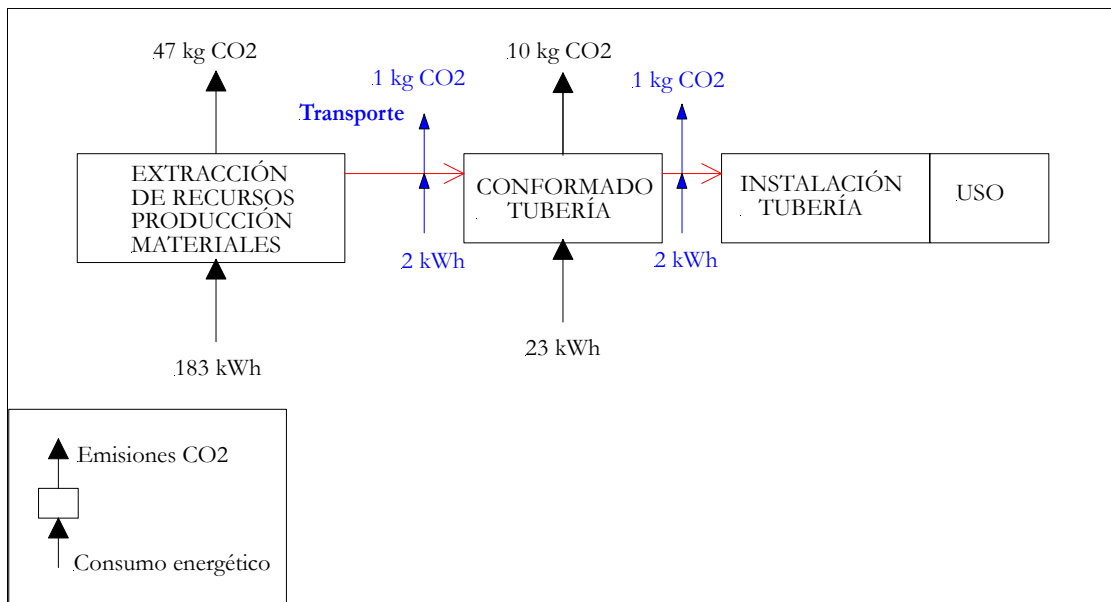 47 kg CO2
10 kg CO2
1 kg CO2
1 kg CO2
Transporte
EXTRACCIÓN
DE RECURSOS
PRODUCCIÓN
MATERIALES
CONFORMADO
TUBERÍA
INSTALACIÓN
TUBERÍA
USO
2 kWh
2 kWh
183 kWh
23 kWh
Emisiones CO2
Consumo energético